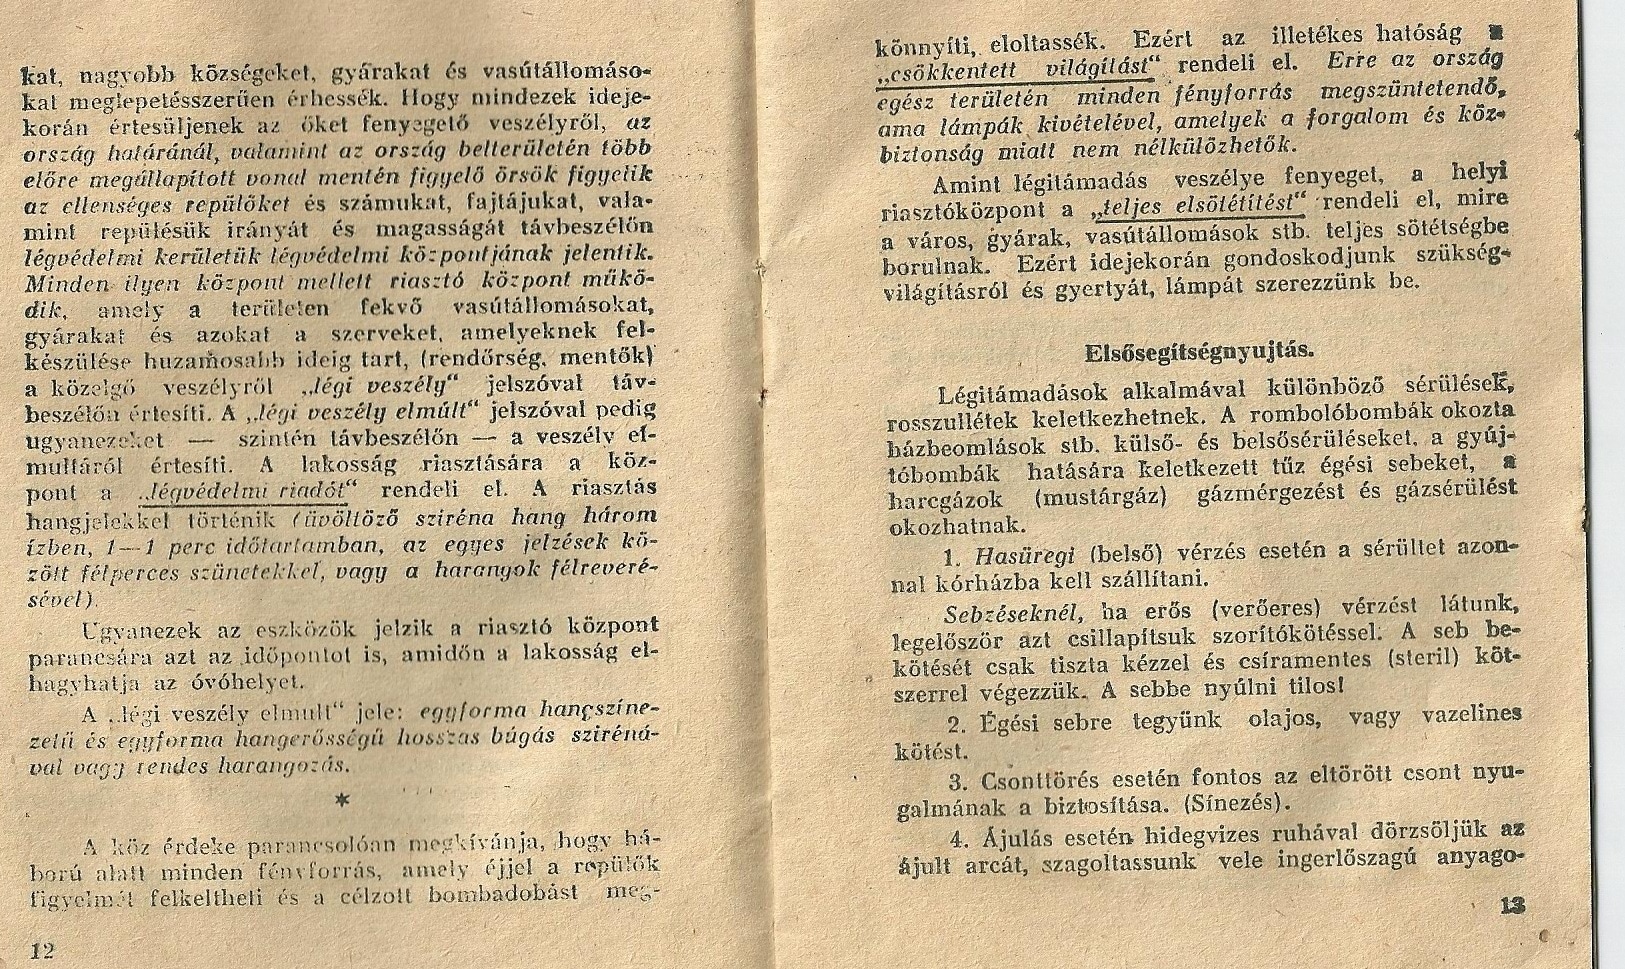 kat, nagyobb községeket, gyárakat és vasútállomáso-
kat meglepetésszerűen érhessék. Hogy mindezek ideje-
korán értesüljenek az őket fenyegető veszélyről, az
ország határánál, valamint az ország belterületén több
előre megállapított vonal mentén figyelő őrsök figyelik
az ellenséges repülőket és számukat, fajtájukat, vala-
mint repülésük irányát és magasságát távbeszélőn
légvédelmi kerületük légvédelmi központjának jelentik.
Minden ilyen központ mellett riasztó központ műkö-
dik, amely a területen fekvő vasútállomásokat,
gyárakat és azokat a szerveket, amelyeknek fel-
készülése huzamosabb ideig tart, (rendőrség, mentők)
a közelgő veszélyről „légi veszély“ jelszóval táv-
beszélőn értesíti. A „légi veszély elmúlt“ jelszóval pedig
ugyanezeket — szintén távbeszélőn — a veszély el-
multáról értesíti. A lakosság riasztására a köz-
pont a „légvédelmi riadót“ rendeli el. A riasztás
hangjelekkel történik (üvöltöző sziréna hang három
ízben, 1—1 perc időtartamban, az egyes jelzések kö-
zött félperces szünetekkel, vagy a harangok félreveré-
sével).
Ugyanezek az eszközök jelzik a riasztó központ
parancsára azt az időpontot is, amidőn a lakosság el-
hagyhatja az óvóhelyet.
A „légi veszély elmult“ jele: egyforma hangszíne-
zetű és egyforma hangerősségű hosszas búgás sziréná-
val vagy rendes harangozás.
*
A köz érdeke parancsolóan megkívánja, hogy há-
ború alatt minden fényforrás, amely éjjel a repülők
figyelmét felkeltheti és a célzott bombadobást meg-
12
könnyíti, eloltassék. Ezért az illetékes hatóság a
„csökkentett világítást“ rendeli el. Erre az ország
egész területén minden fényforrás megszüntetendő,
ama lámpák kivételével, amelyek a forgalom és köz-
biztonság miatt nem nélkülözhetők.
Amint légitámadás veszélye fenyeget, a helyi
riasztóközpont a „teljes elsötétítést“ rendeli el, mire
a város, gyárak, vasútállomások stb. teljes sötétségbe
borulnak. Ezért idejekorán gondoskodjunk szükség-
világításról és gyertyát, lámpát szerezzünk be.
Elsősegítségnyujtás.
Légitámadások alkalmával különböző sérülések,
rosszullétek keletkezhetnek. A rombolóbombák okozta
házbeomlások stb. külső- és belsősérüléseket, a gyúj-
tóbombák hatására keletkezett tűz égési sebeket, a
harcgázok (mustárgáz) gázmérgezést és gázsérülést
okozhatnak.
1. Hasüregi (belső) vérzés esetén a sérültet azon-
nal kórházba kell szállítani.
Sebzéseknél, ha erős (verőeres) vérzést látunk,
legelőször azt csillapítsuk szorítókötéssel. A seb be-
kötését csak tiszta kézzel és csíramentes (steril) köt-
szerrel végezzük. A sebbe nyúlni tilos!
2. Égési sebre tegyünk olajos, vagy vazelines
kötést.
3. Csonttörés esetén fontos az eltörött csont nyu-
galmának a biztosítása. (Sínezés).
4. Ájulás esetén hidegvizes ruhával dörzsöljük az
ájult arcát, szagoltassunk vele ingerlőszagú anyago-
13